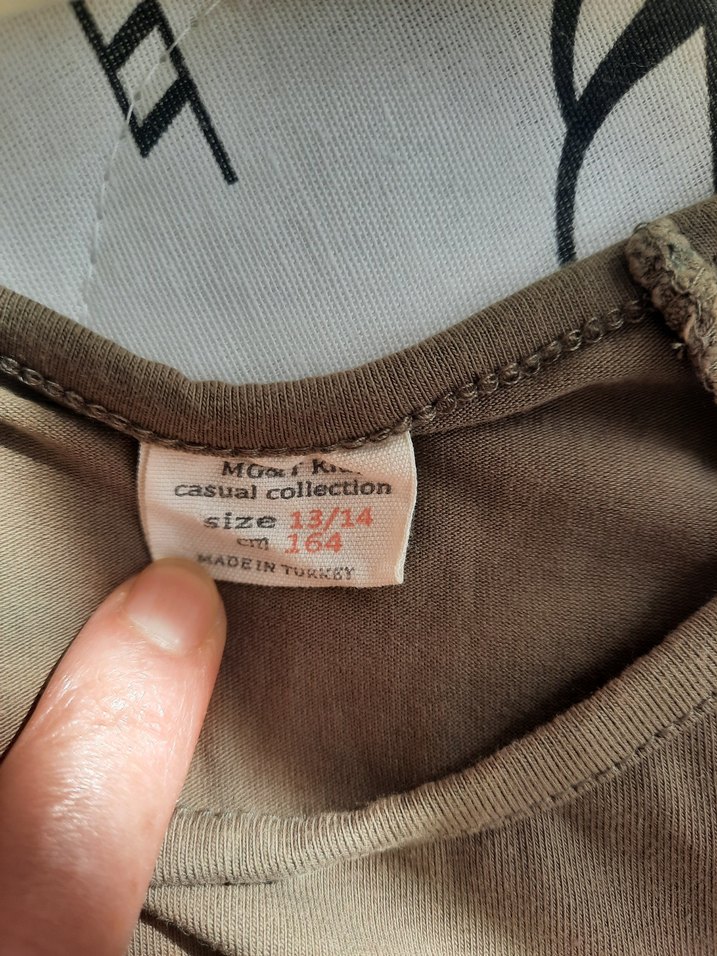 casual collection
size 13/14
cm 164
MADE IN TURKEY